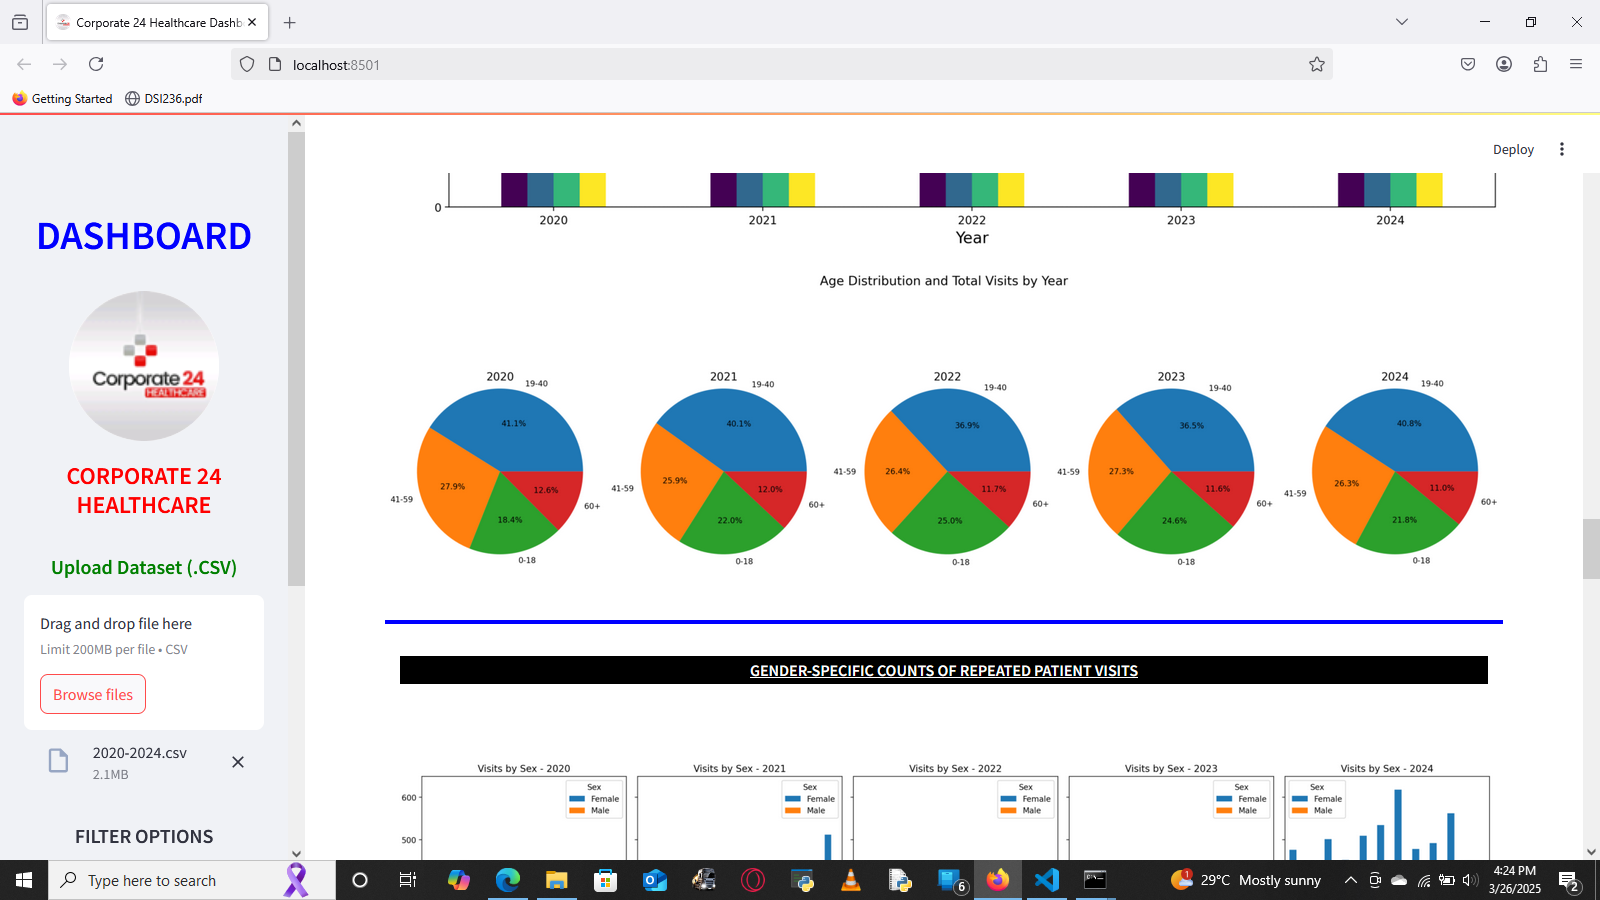 Corporate 24 Healthcare Dashb
localhost:8501
Getting Started
DSI236.pdf
Deploy
DASHBOARD
Corporate 24
HEALTHCARE
CORPORATE 24
HEALTHCARE
Upload Dataset (.CSV)
Drag and drop file here
Limit 200MB per file • CSV
Browse files
2020-2024.csv
2.1MB
FILTER OPTIONS
0
2020 2021 2022 2023 2024
Year
Age Distribution and Total Visits by Year
2020
19-40
41.1%
27.9%
12.6%
41-59
60+
18.4%
0-18
2021
19-40
40.1%
25.9%
12.0%
41-59
60+
22.0%
0-18
2022
19-40
36.9%
41-59
26.4%
11.7%
60+
25.0%
0-18
2023
19-40
36.5%
41-59
27.3%
11.6%
60+
24.6%
0-18
2024
19-40
40.8%
26.3%
11.0%
41-59
60+
21.8%
0-18
GENDER-SPECIFIC COUNTS OF REPEATED PATIENT VISITS
Visits by Sex - 2020
Sex
Female
Male
600
500
Visits by Sex - 2021
Sex
Female
Male
Visits by Sex - 2022
Sex
Female
Male
Visits by Sex - 2023
Sex
Female
Male
Visits by Sex - 2024
Sex
Female
Male
Type here to search
6
1
29°C Mostly sunny
4:24 PM
3/26/2025
2